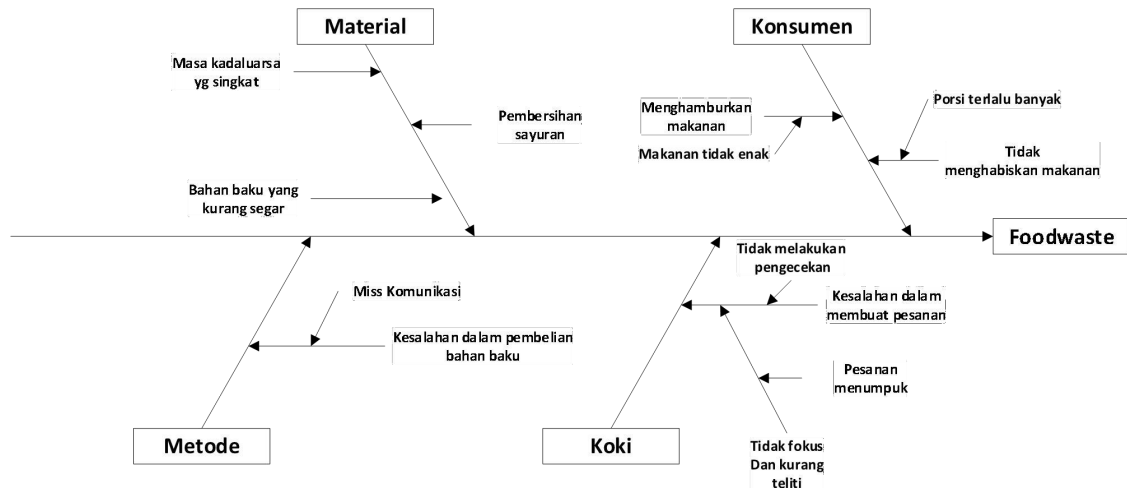 Material
Konsumen
Masa kadaluarsa
yg singkat
Pembersihan
sayuran
Bahan baku yang
kurang segar
Menghamburkan
makanan
Makanan tidak enak
Porsi terlalu banyak
Tidak
menghabiskan makanan
Foodwaste
Miss Komunikasi
Kesalahan dalam pembelian
bahan baku
Tidak melakukan
pengecekan
Kesalahan dalam
membuat pesanan
Pesanan
menumpuk
Tidak fokus
Dan kurang
teliti
Metode
Koki